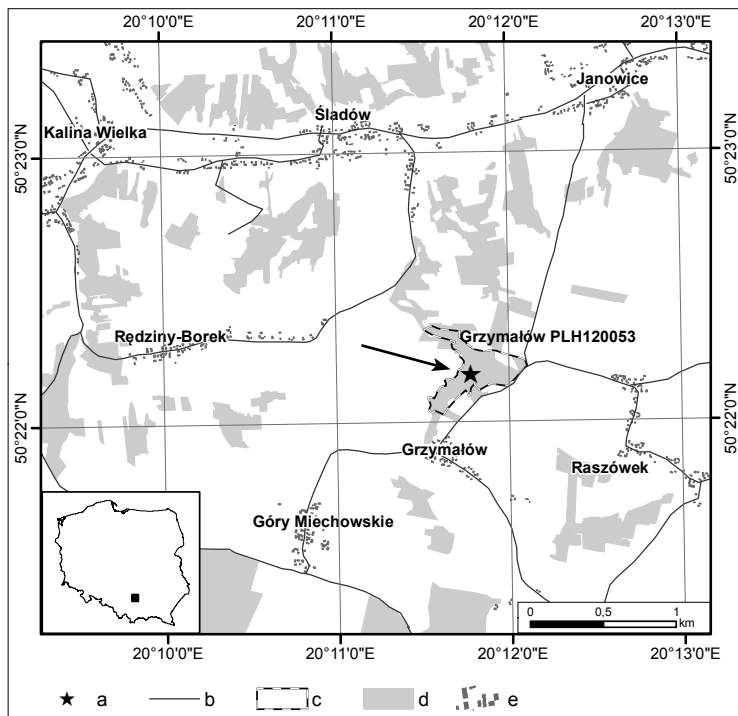 20°10'0"E 20°11'0"E 20°12'0"E 20°13'0"E
Janowice
Śladów
Kalina Wielka
50°23'0"N 50°23'0"N
Rędziny-Borek Grzymałów PLH120053
50°22'0"N 50°22'0"N
Grzymałów
Raszówek
Góry Miechowskie
0 0,5 1
km
20°10'0"E 20°11'0"E 20°12'0"E 20°13'0"E
a b c d e